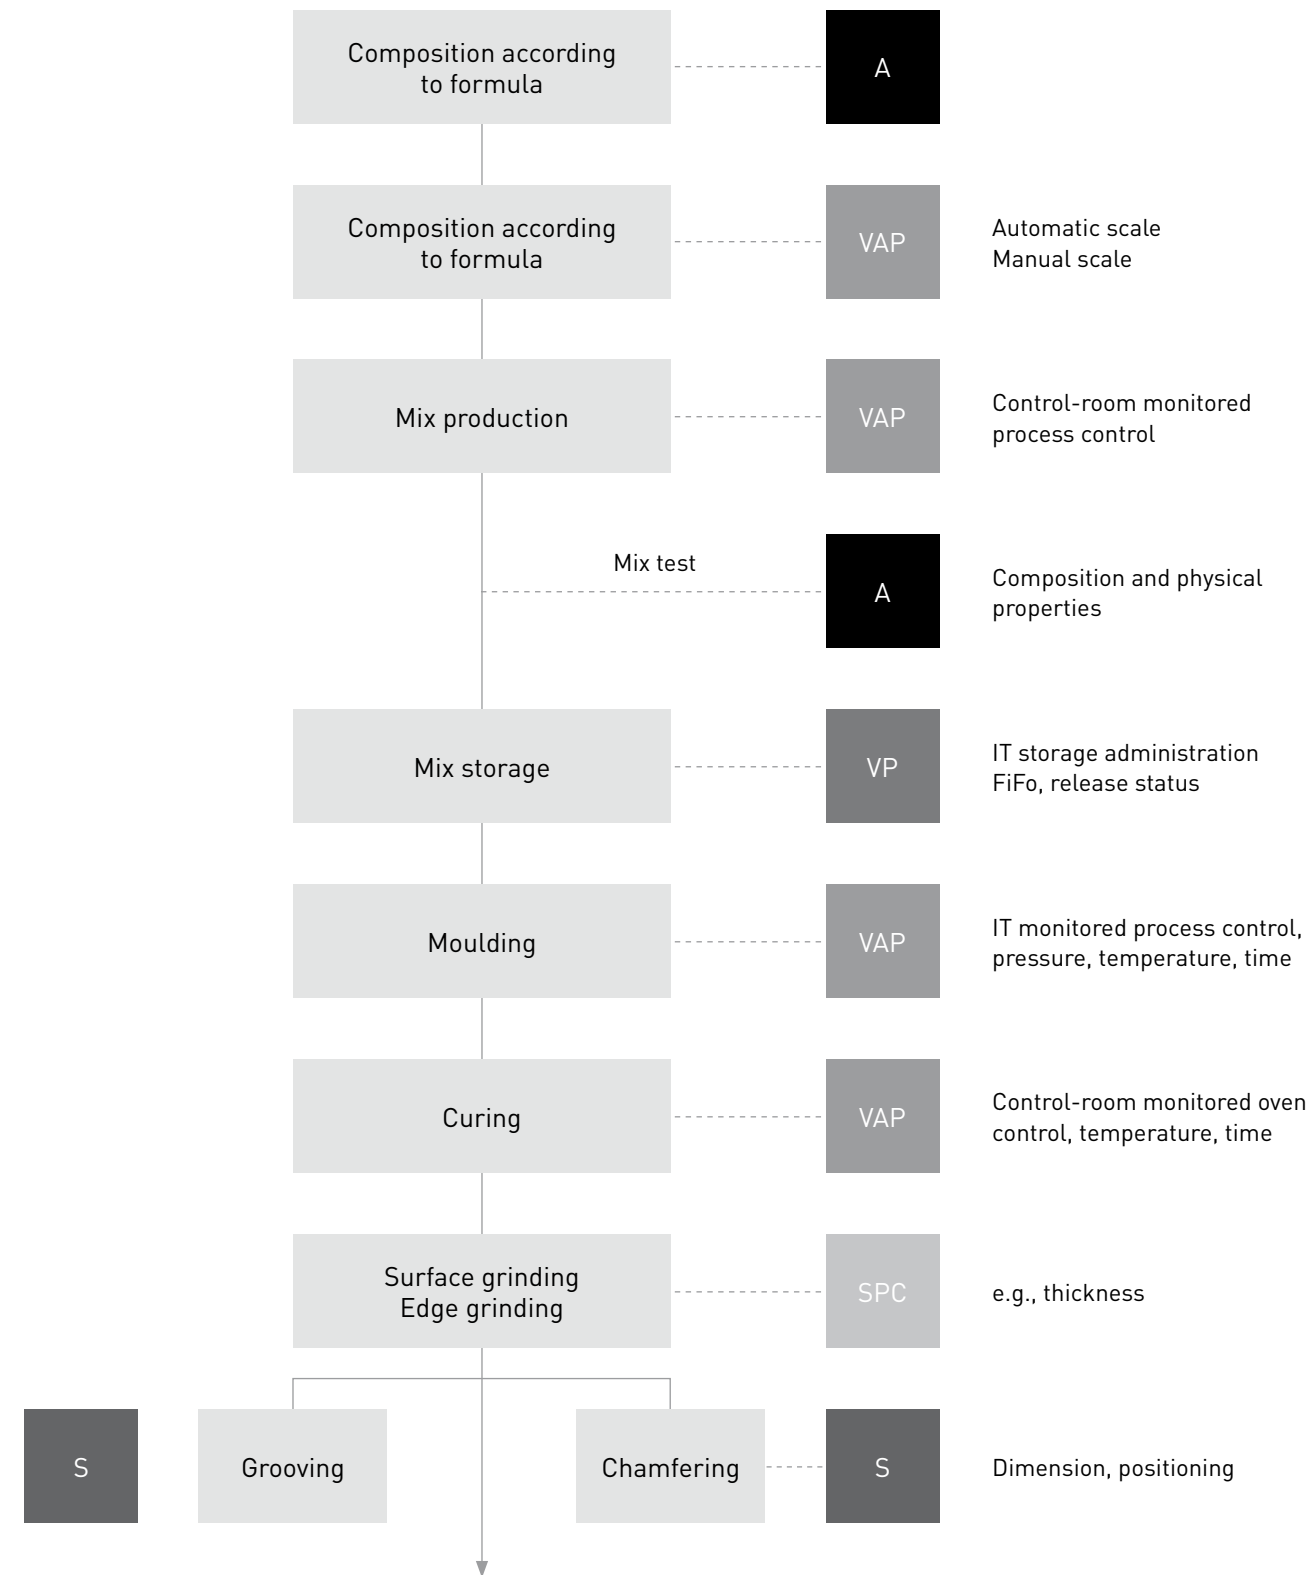 Composition according
to formula
A
Composition according
to formula
VAP
Automatic scale
Manual scale
Mix production
VAP
Control-room monitored
process control
Mix test
A
Composition and physical
properties
Mix storage
VP
IT storage administration
FiFo, release status
Moulding
VAP
IT monitored process control,
pressure, temperature, time
Curing
VAP
Control-room monitored oven
control, temperature, time
Surface grinding
Edge grinding
SPC
e.g., thickness
S
Grooving
Chamfering
S
Dimension, positioning